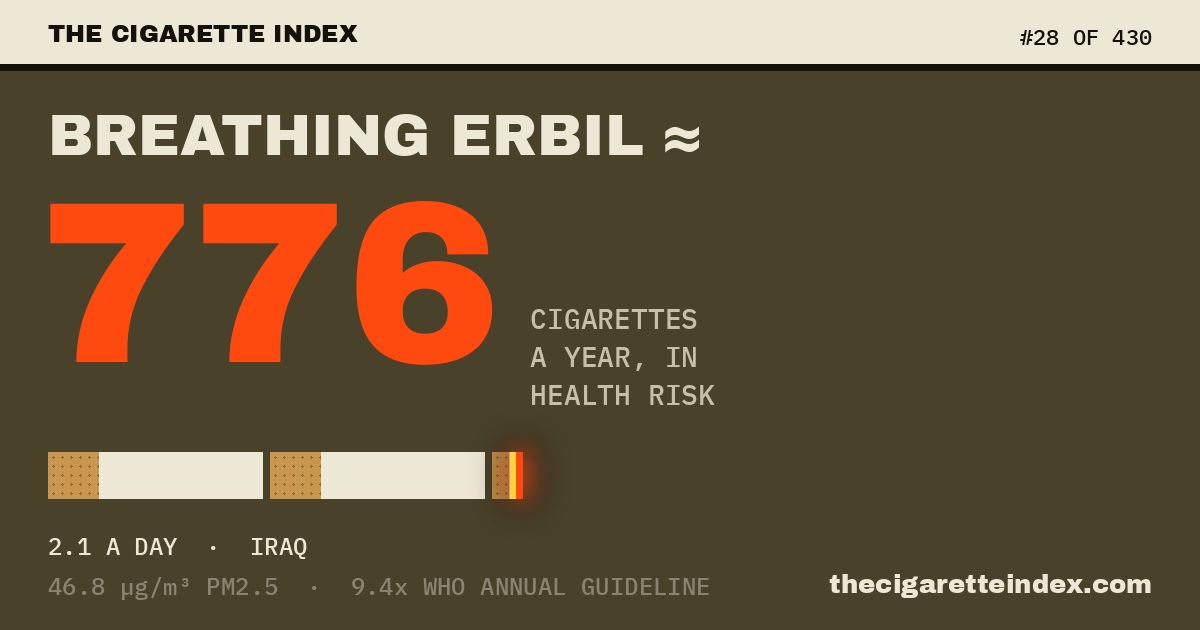 THE CIGARETTE INDEX
#28 OF 430
BREATHING ERBIL ≈
776
CIGARETTES
A YEAR, IN
HEALTH RISK
2.1 A DAY · IRAQ
46.8 µg/m³ PM2.5 · 9.4x WHO ANNUAL GUIDELINE
thecigaretteindex.com